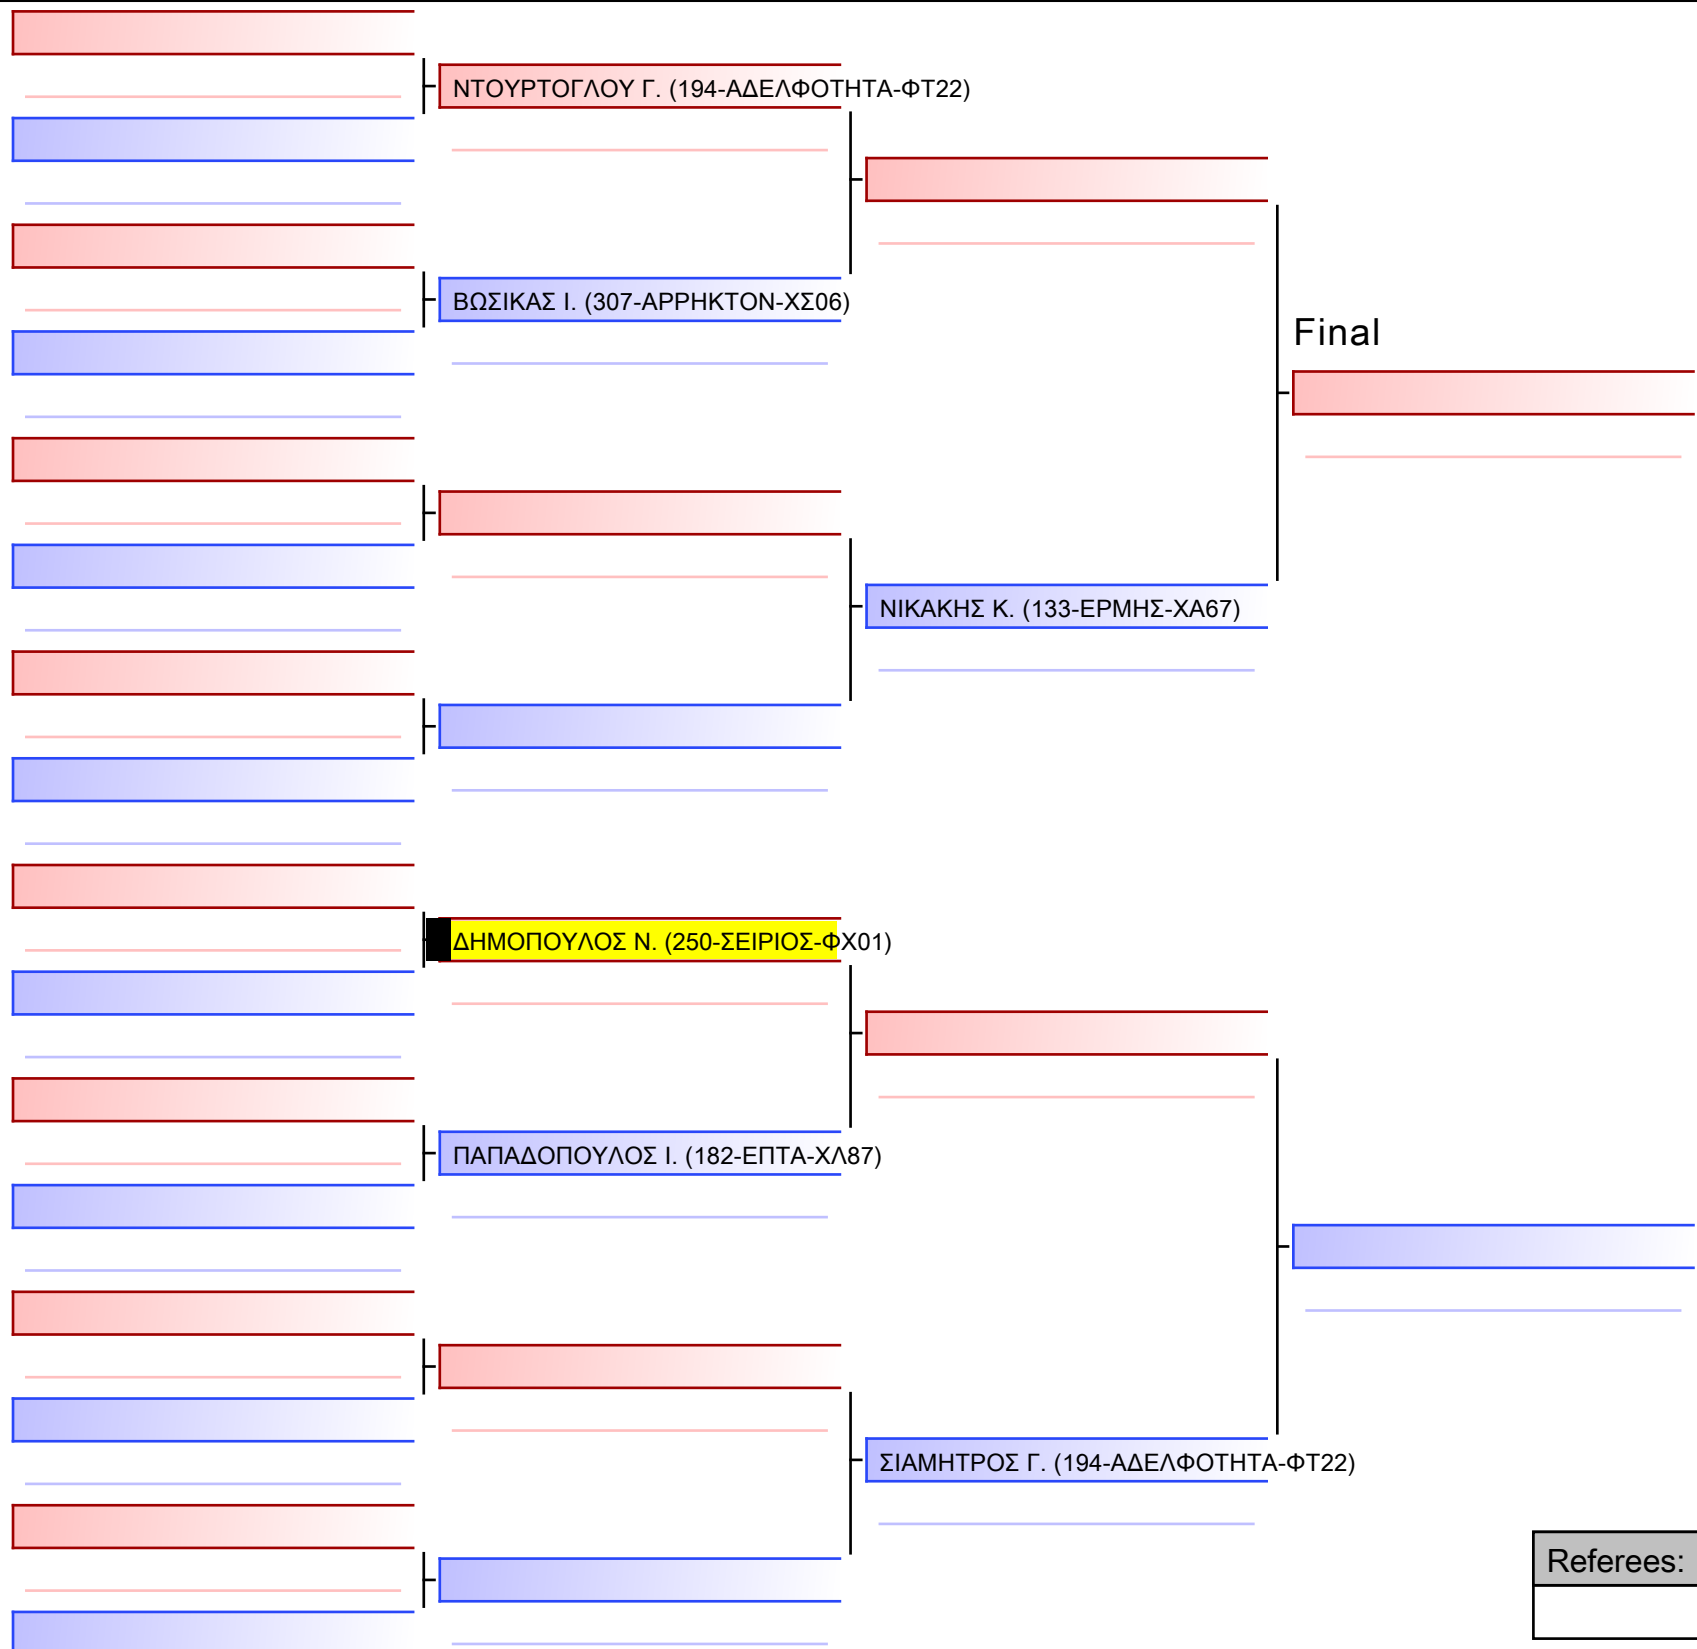 ΝΤΟΥΡΤΟΓΛΟΥ Γ. (194-ΑΔΕΛΦΟΤΗΤΑ-ΦΤ22)
ΒΩΣΙΚΑΣ Ι. (307-ΑΡΡΗΚΤΟΝ-ΧΣ06)
Final
ΝΙΚΑΚΗΣ Κ. (133-ΕΡΜΗΣ-ΧΑ67)
ΔΗΜΟΠΟΥΛΟΣ Ν. (250-ΣΕΙΡΙΟΣ-ΦΧ01)
ΠΑΠΑΔΟΠΟΥΛΟΣ Ι. (182-ΕΠΤΑ-ΧΛ87)
ΣΙΑΜΗΤΡΟΣ Γ. (194-ΑΔΕΛΦΟΤΗΤΑ-ΦΤ22)
Referees: